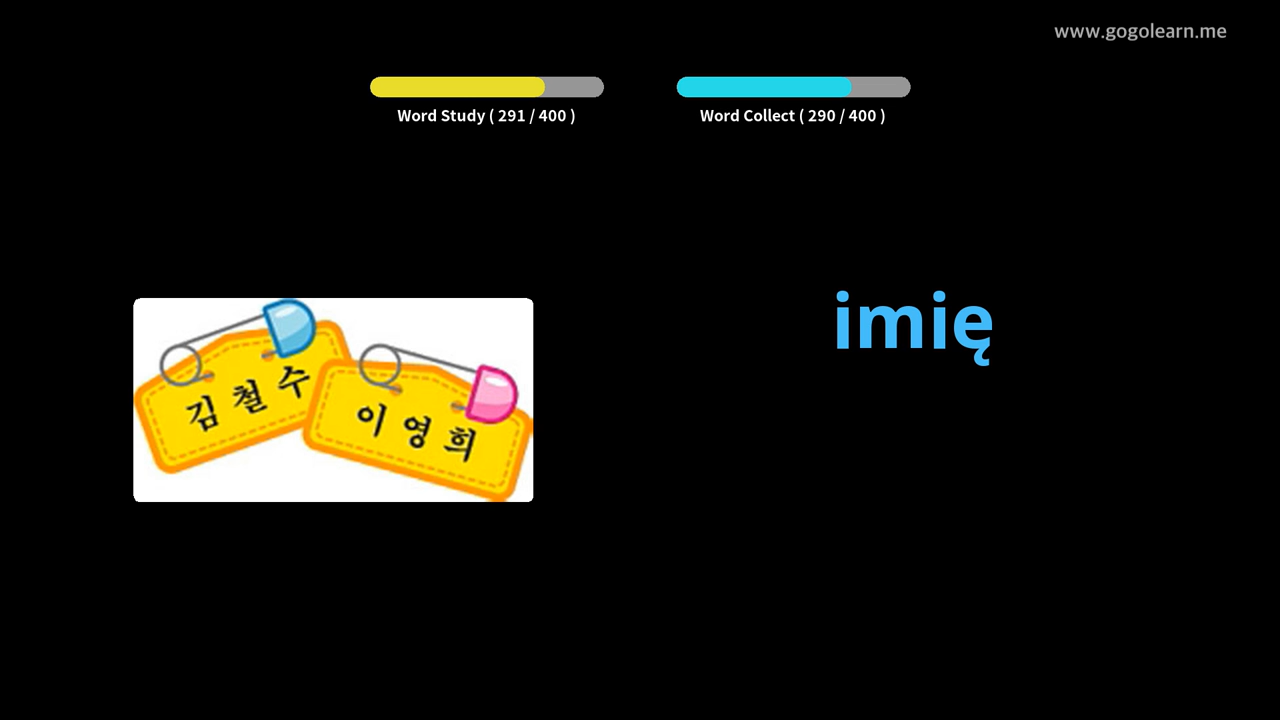 www.gogolearn.me
Word Study ( 291 / 400 )
Word Collect ( 290 / 400 )
imię
김철수
이영희